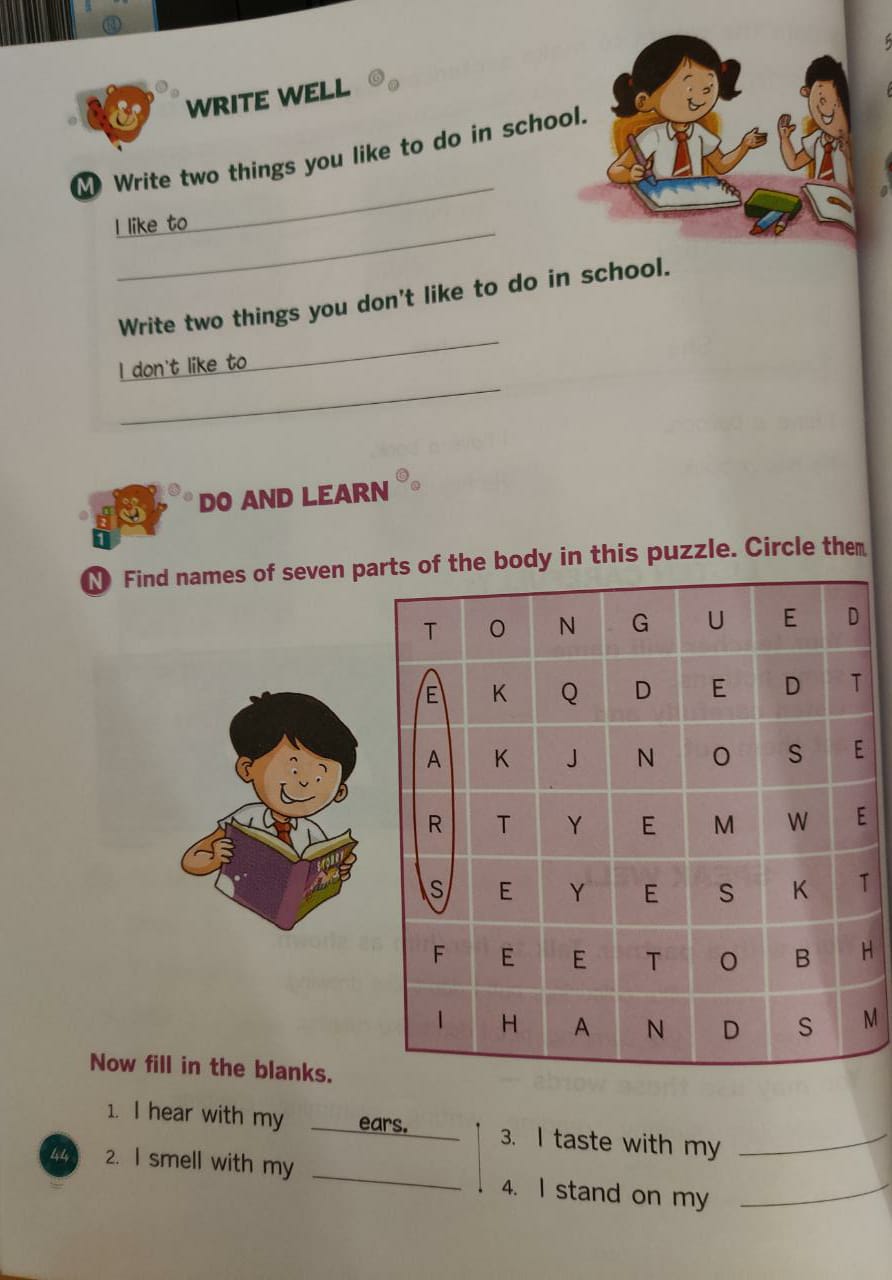 WRITE WELL
M Write two things you like to do in school.
I like to
Write two things you don't like to do in school.
I don't like to
DO AND LEARN
2
1
N Find names of seven parts of the body in this puzzle. Circle them.
T O N G U E D
E K Q D E D T
A K J N O S E
R T Y E M W E
S E Y E S K T
F E E T O B H
I H A N D S M
STORY
Now fill in the blanks.
1. I hear with my ears.
2. I smell with my
3. I taste with my
4. I stand on my
44